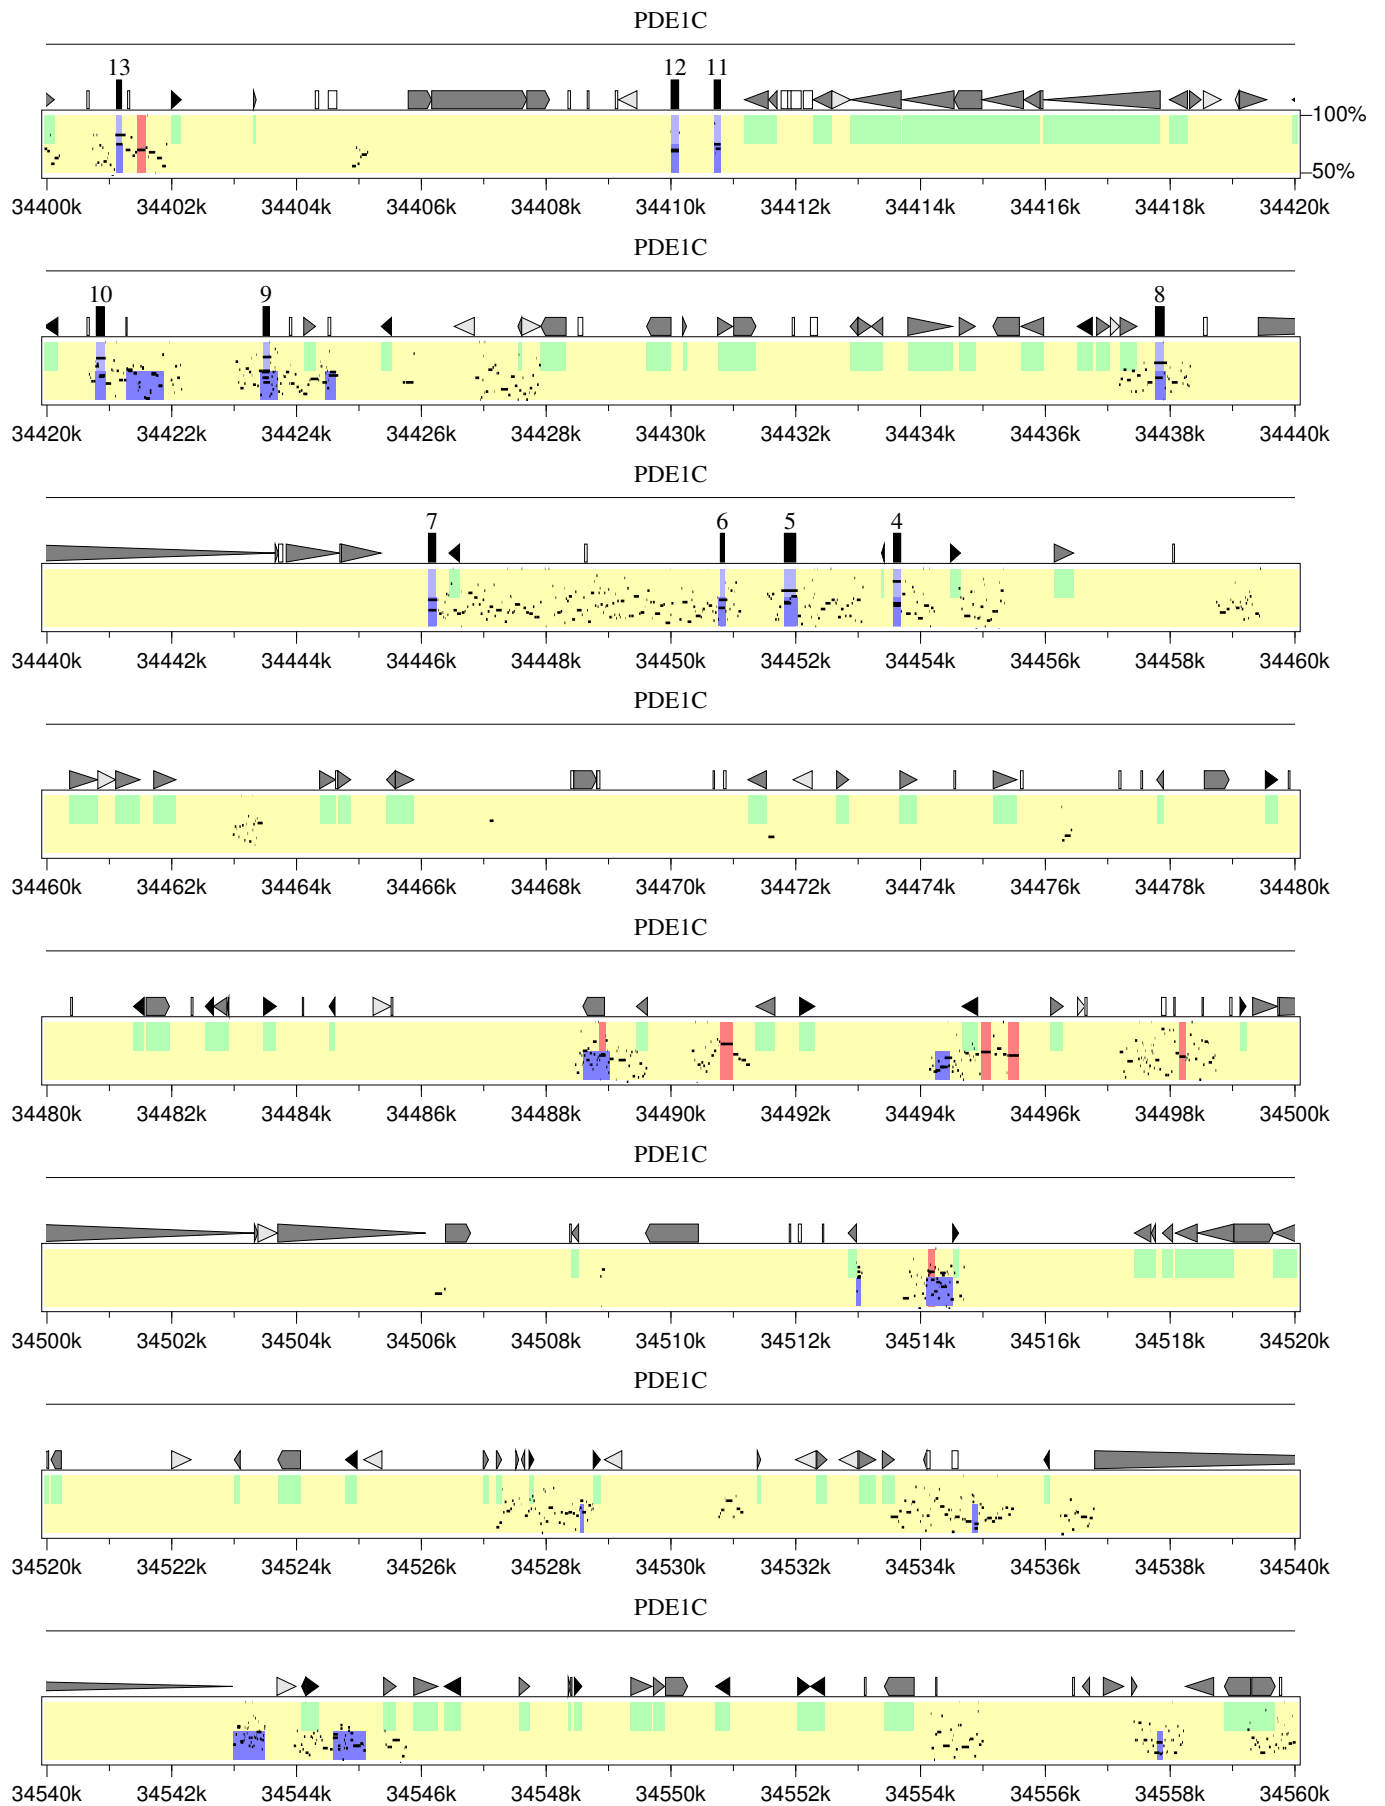 PDE1C
13 12 11
100%
50%
34400k 34402k 34404k 34406k 34408k 34410k 34412k 34414k 34416k 34418k 34420k
PDE1C
10 9 8
34420k 34422k 34424k 34426k 34428k 34430k 34432k 34434k 34436k 34438k 34440k
PDE1C
7 6 5 4
34440k 34442k 34444k 34446k 34448k 34450k 34452k 34454k 34456k 34458k 34460k
PDE1C
34460k 34462k 34464k 34466k 34468k 34470k 34472k 34474k 34476k 34478k 34480k
PDE1C
34480k 34482k 34484k 34486k 34488k 34490k 34492k 34494k 34496k 34498k 34500k
PDE1C
34500k 34502k 34504k 34506k 34508k 34510k 34512k 34514k 34516k 34518k 34520k
PDE1C
34520k 34522k 34524k 34526k 34528k 34530k 34532k 34534k 34536k 34538k 34540k
PDE1C
34540k 34542k 34544k 34546k 34548k 34550k 34552k 34554k 34556k 34558k 34560k